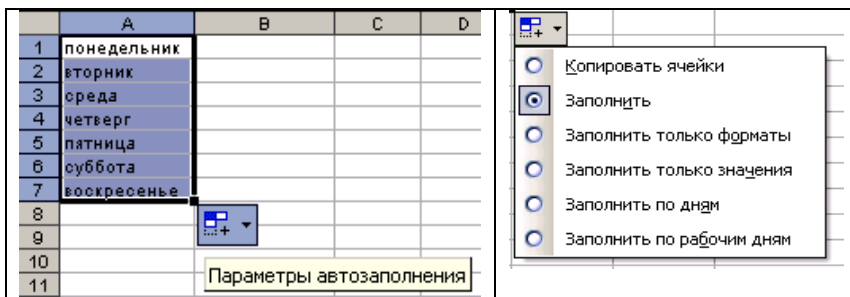 A B C D
1 понедельник
2 вторник
3 среда
4 четверг
5 пятница
6 суббота
7 воскресенье
8
9
10
11
Параметры автозаполнения
Копировать ячейки
Заполнить
Заполнить только форматы
Заполнить только значения
Заполнить по дням
Заполнить по рабочим дням